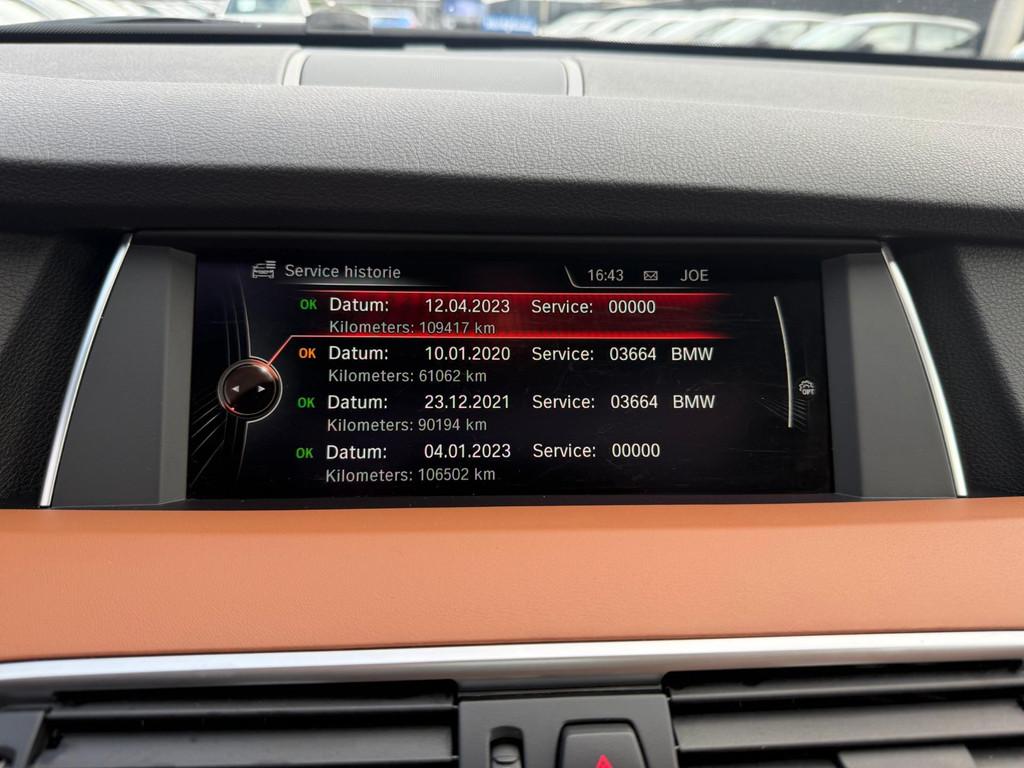 Service historie 16:43 JOE
OK Datum: 12.04.2023 Service: 00000
Kilometers: 109417 km
OK Datum: 10.01.2020 Service: 03664 BMW
Kilometers: 61062 km
OK Datum: 23.12.2021 Service: 03664 BMW
Kilometers: 90194 km
OK Datum: 04.01.2023 Service: 00000
Kilometers: 106502 km
OPT